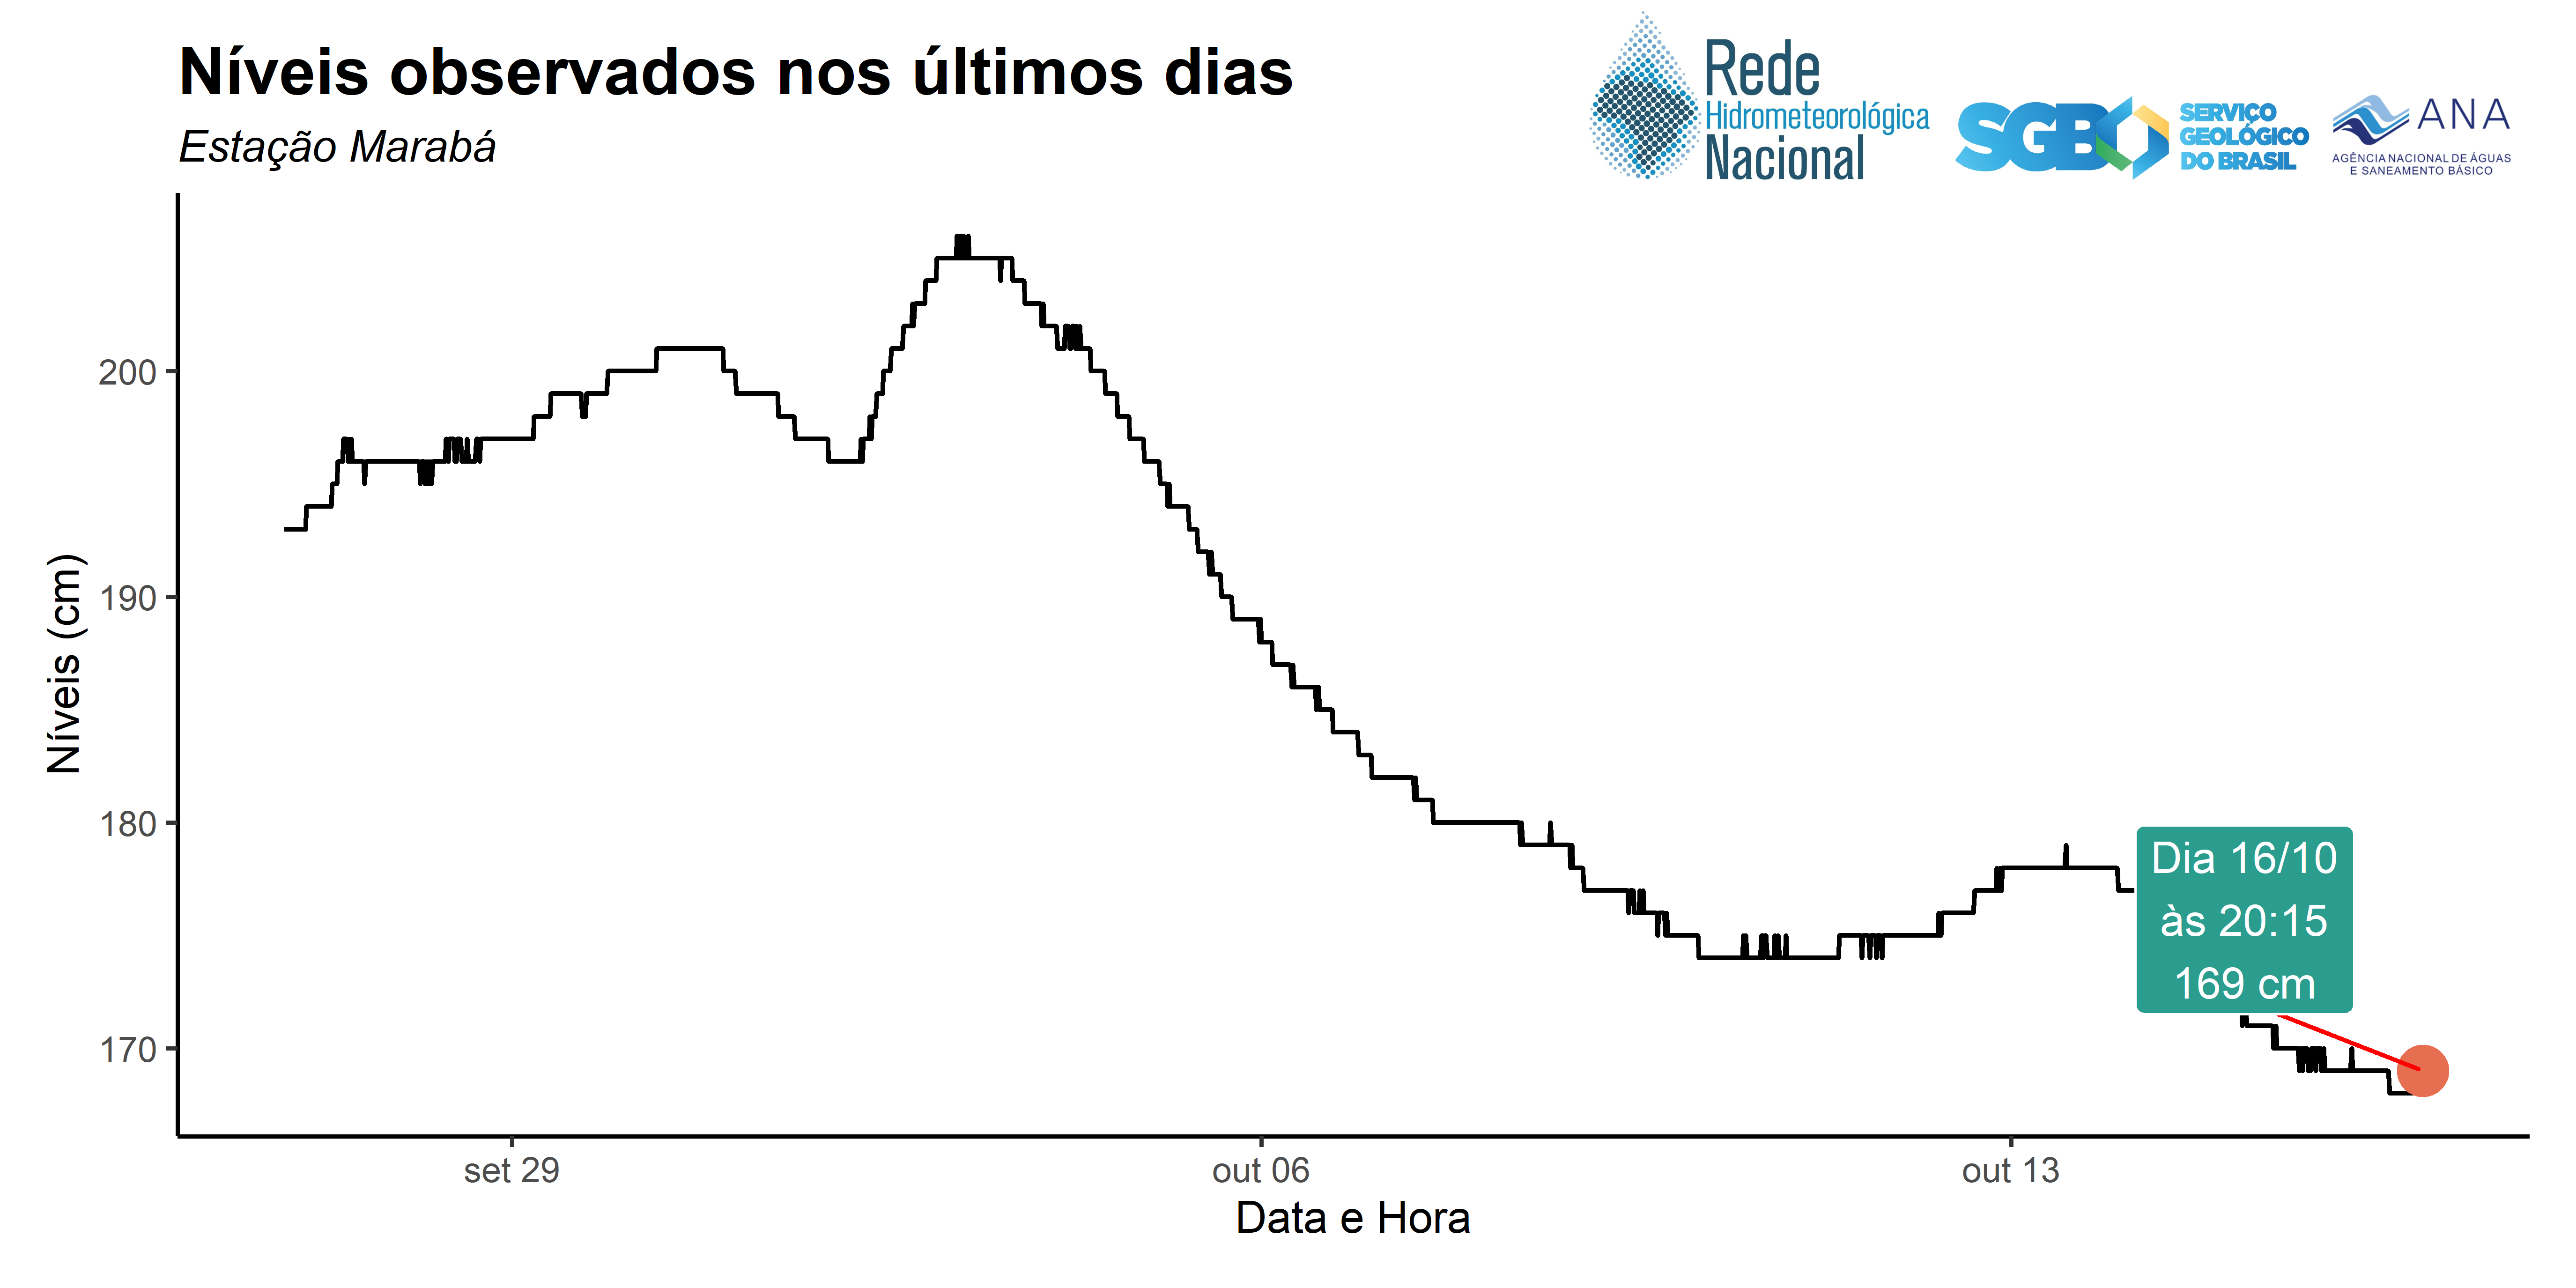 Níveis observados nos últimos dias
Estação Marabá
Rede
Hidrometeorológica
Nacional
SGB
SERVIÇO
GEOLÓGICO
DO BRASIL
ANA
AGÊNCIA NACIONAL DE ÁGUAS
E SANEAMENTO BÁSICO
Níveis (cm)
200
190
180
170
Dia 16/10
às 20:15
169 cm
set 29
out 06
out 13
Data e Hora